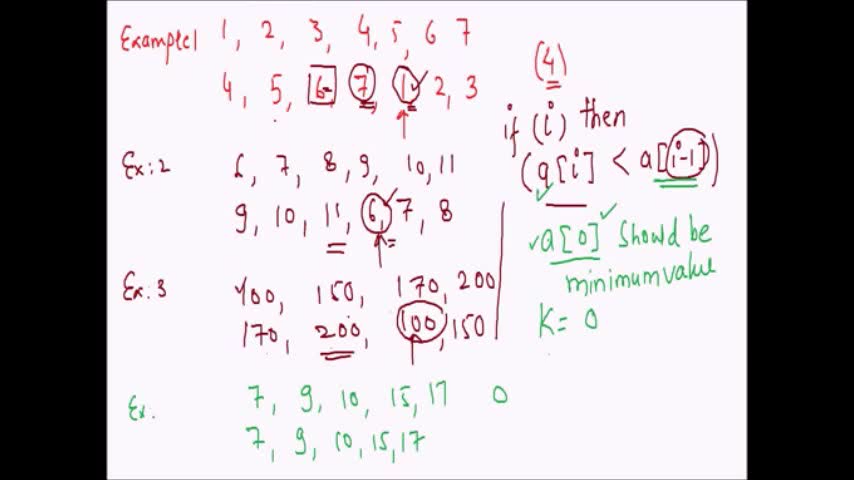 Example1 1, 2, 3, 4, 5, 6 7
4, 5, 6, 7, 1, 2, 3
(4)
if (i) then
(a[i] < a[i-1])
Ex:2 6, 7, 8, 9, 10, 11
9, 10, 11, 6, 7, 8
a[0] should be
minimum value
K = 0
Ex:3 100, 150, 170, 200
170, 200, 100, 150
Ex. 7, 9, 10, 15, 17 0
7, 9, 10, 15, 17